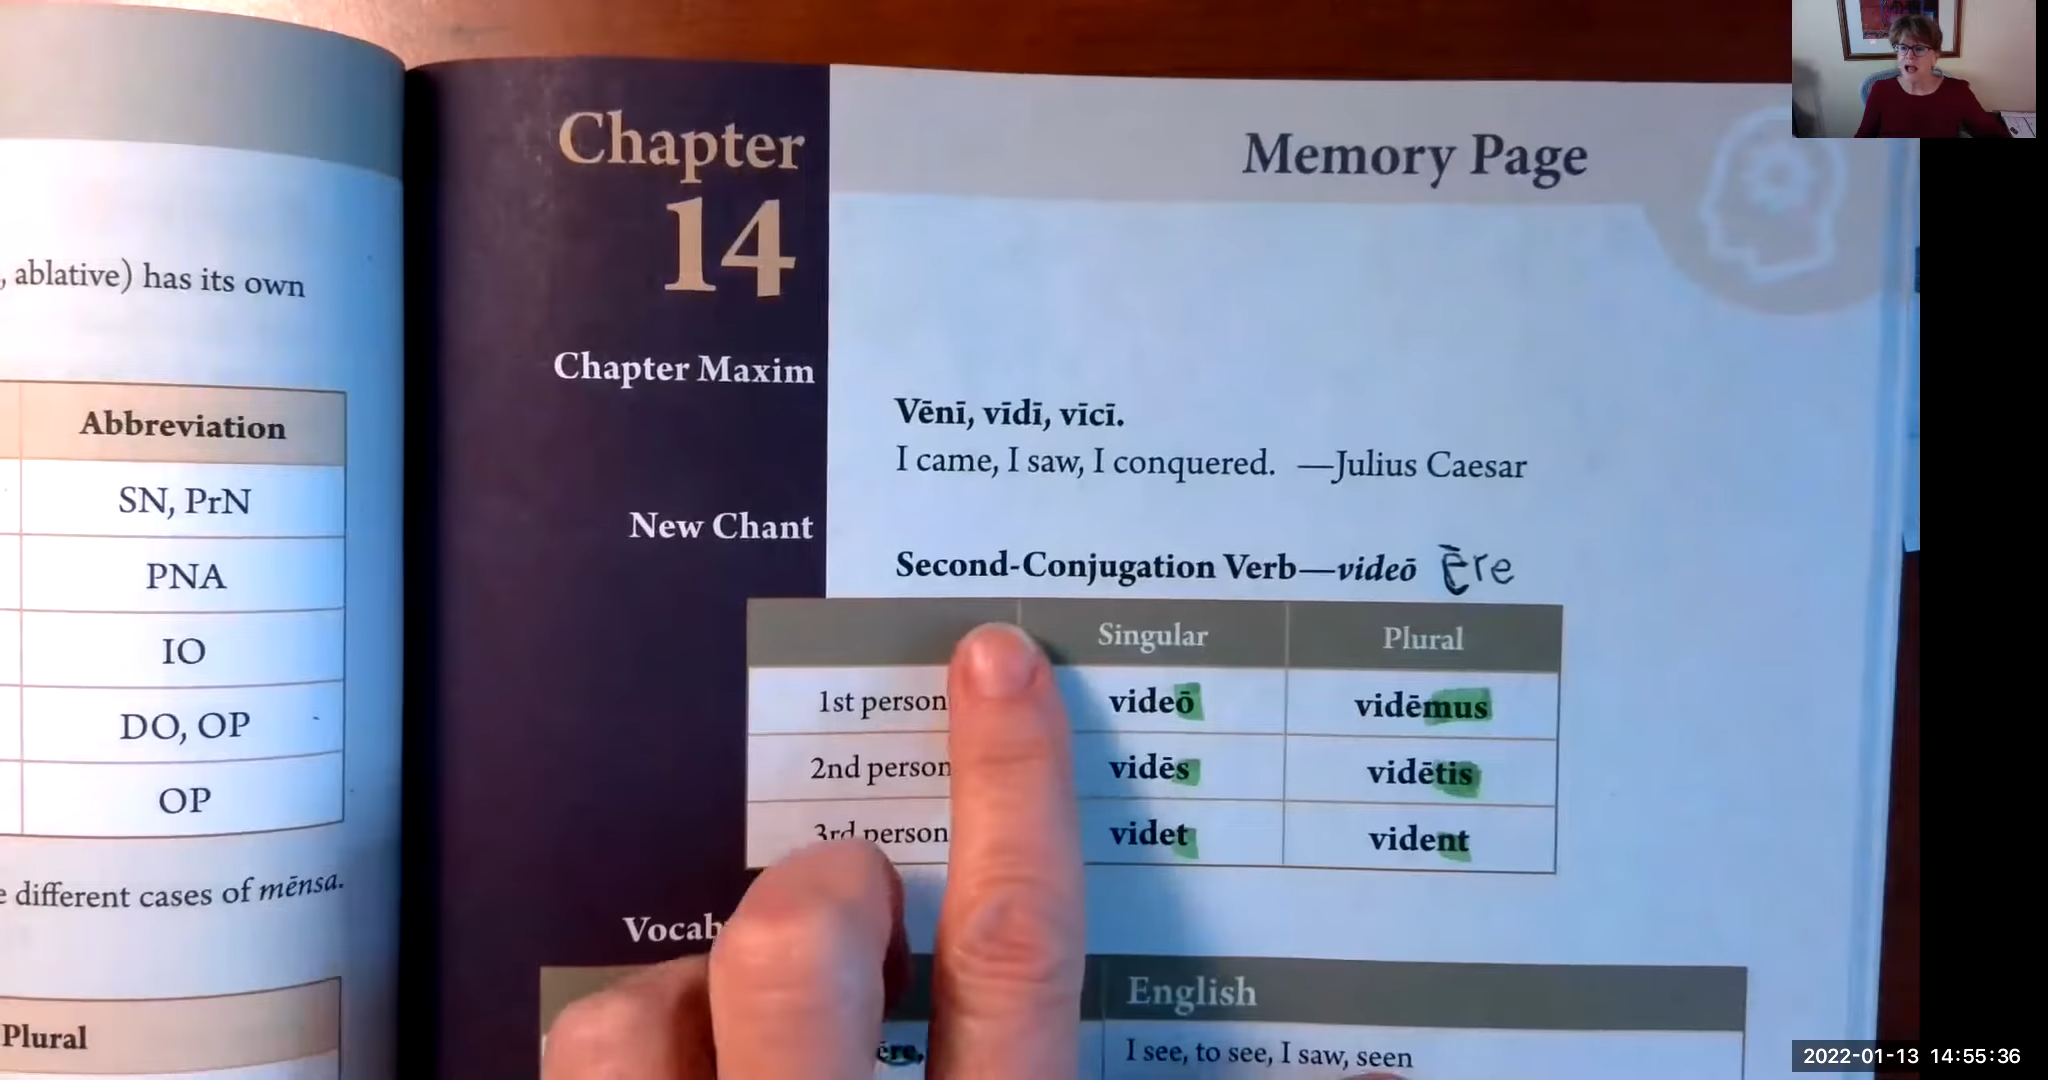 , ablative) has its own
Abbreviation
SN, PrN
PNA
IO
DO, OP
OP
different cases of mēnsa.
Plural
Chapter
14
Memory Page
Chapter Maxim
Vēnī, vīdī, vīcī.
I came, I saw, I conquered. —Julius Caesar
New Chant
Second-Conjugation Verb—videō ēre
Singular Plural
1st person videō vidēmus
2nd person vidēs vidētis
3rd person videt vident
English
ēre, I see, to see, I saw, seen
2022-01-13 14:55:36